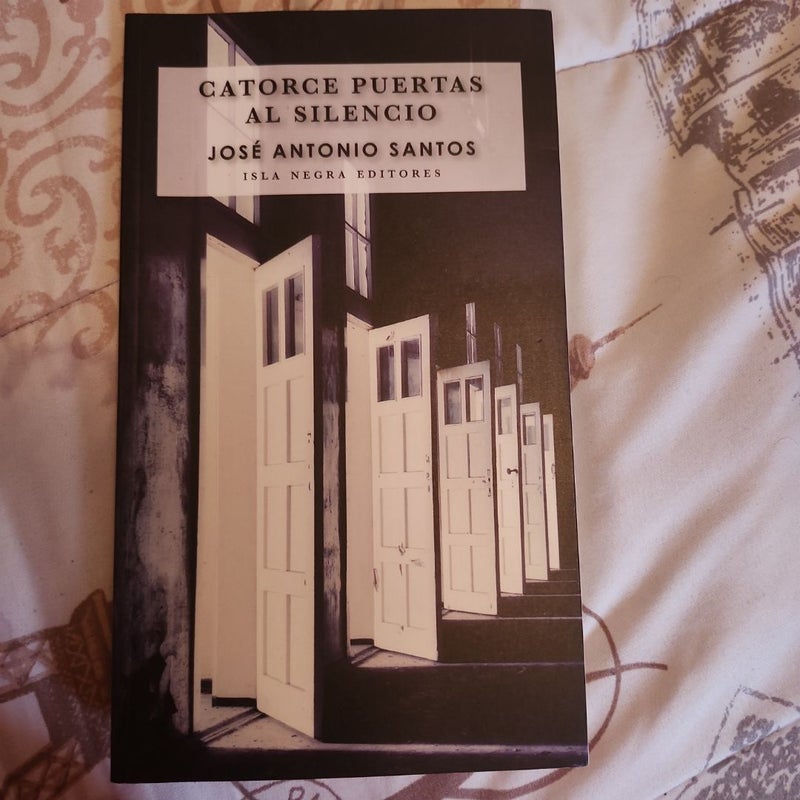 CATORCE PUERTAS
AL SILENCIO
JOSÉ ANTONIO SANTOS
ISLA NEGRA EDITORES